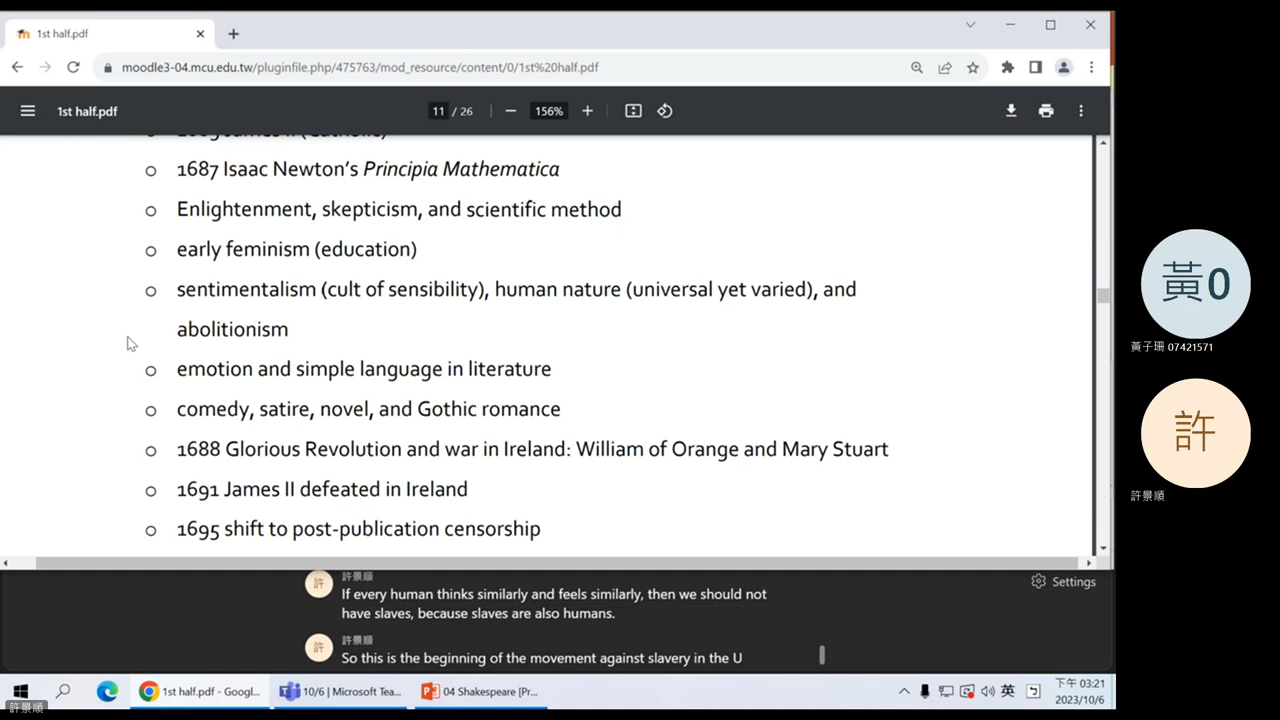 1st half.pdf
moodle3-04.mcu.edu.tw/pluginfile.php/475763/mod_resource/content/0/1st%20half.pdf
1st half.pdf
11 / 26
156%
1687 Isaac Newton's Principia Mathematica
Enlightenment, skepticism, and scientific method
early feminism (education)
sentimentalism (cult of sensibility), human nature (universal yet varied), and
abolitionism
emotion and simple language in literature
comedy, satire, novel, and Gothic romance
1688 Glorious Revolution and war in Ireland: William of Orange and Mary Stuart
1691 James II defeated in Ireland
1695 shift to post-publication censorship
黃0
黃子珊 07421571
許
許景順
許
許景順
If every human thinks similarly and feels similarly, then we should not
have slaves, because slaves are also humans.
許
許景順
So this is the beginning of the movement against slavery in the U
Settings
1st half.pdf - Googl...
10/6 | Microsoft Tea...
04 Shakespeare [Pr...
英
下午 03:21
2023/10/6
許景順